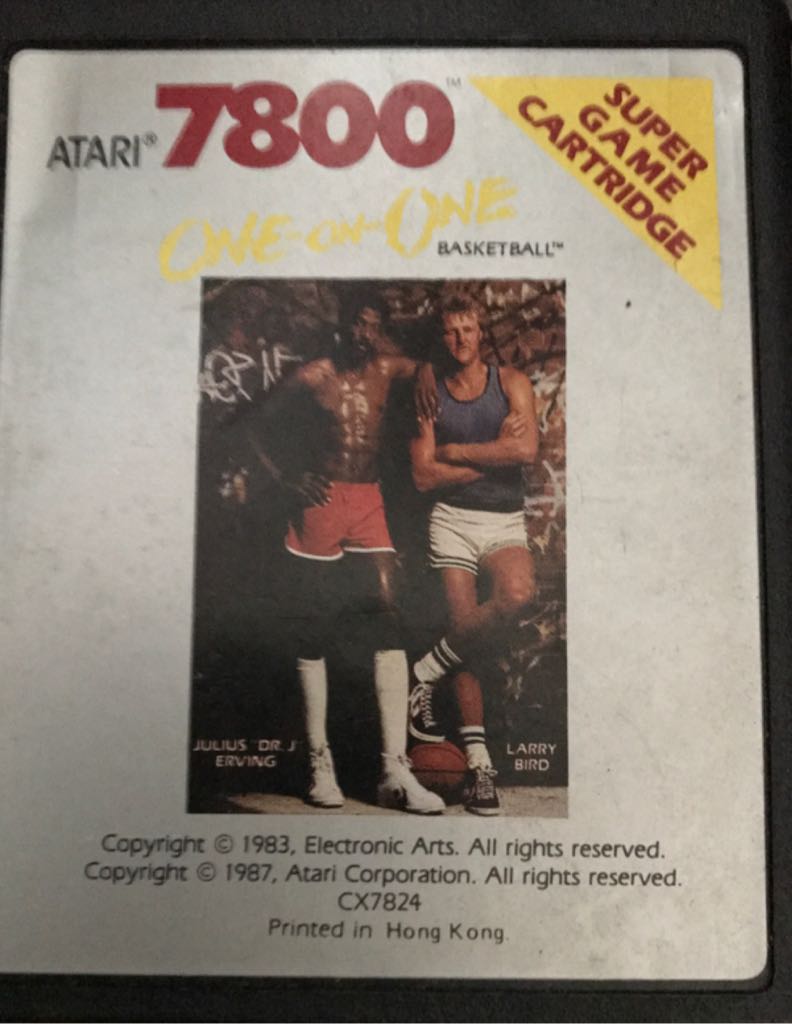 ATARI® 7800™
SUPER
GAME
CARTRIDGE
ONE-ON-ONE
BASKETBALL™
JULIUS "DR. J"
ERVING
LARRY
BIRD
Copyright © 1983, Electronic Arts. All rights reserved.
Copyright © 1987, Atari Corporation. All rights reserved.
CX7824
Printed in Hong Kong.